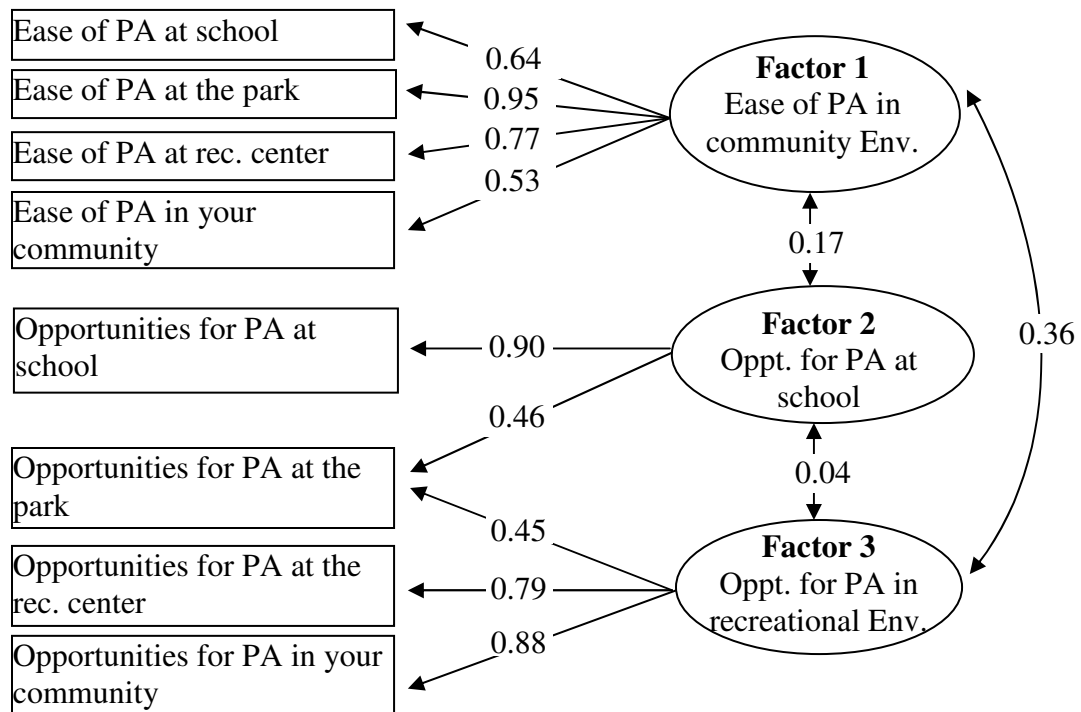 Ease of PA at school
Ease of PA at the park
Ease of PA at rec. center
Ease of PA in your
community
0.64
0.95
0.77
0.53
Factor 1
Ease of PA in
community Env.
0.17
0.36
Opportunities for PA at
school
0.90
0.46
Factor 2
Oppt. for PA at
school
0.04
Opportunities for PA at the
park
Opportunities for PA at the
rec. center
Opportunities for PA in your
community
0.45
0.79
0.88
Factor 3
Oppt. for PA in
recreational Env.